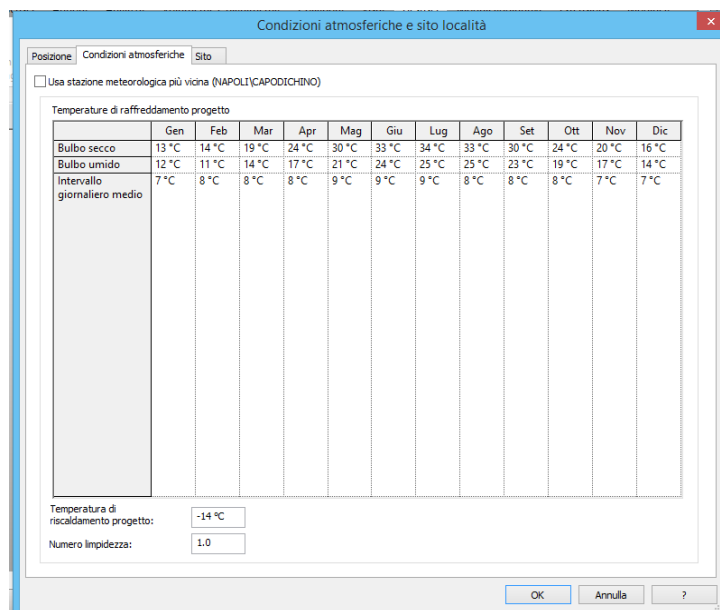 Condizioni atmosferiche e sito località
Posizione Condizioni atmosferiche Sito
Usa stazione meteorologica più vicina (NAPOLI\CAPODICHINO)
Temperature di raffreddamento progetto
Gen Feb Mar Apr Mag Giu Lug Ago Set Ott Nov Dic
Bulbo secco 13 °C 14 °C 19 °C 24 °C 30 °C 33 °C 34 °C 33 °C 30 °C 24 °C 20 °C 16 °C
Bulbo umido 12 °C 11 °C 14 °C 17 °C 21 °C 24 °C 25 °C 25 °C 23 °C 19 °C 17 °C 14 °C
Intervallo 7 °C 8 °C 8 °C 8 °C 9 °C 9 °C 9 °C 8 °C 8 °C 8 °C 7 °C 7 °C
giornaliero medio
Temperatura di
riscaldamento progetto: -14 °C
Numero limpidezza: 1.0
OK Annulla ?